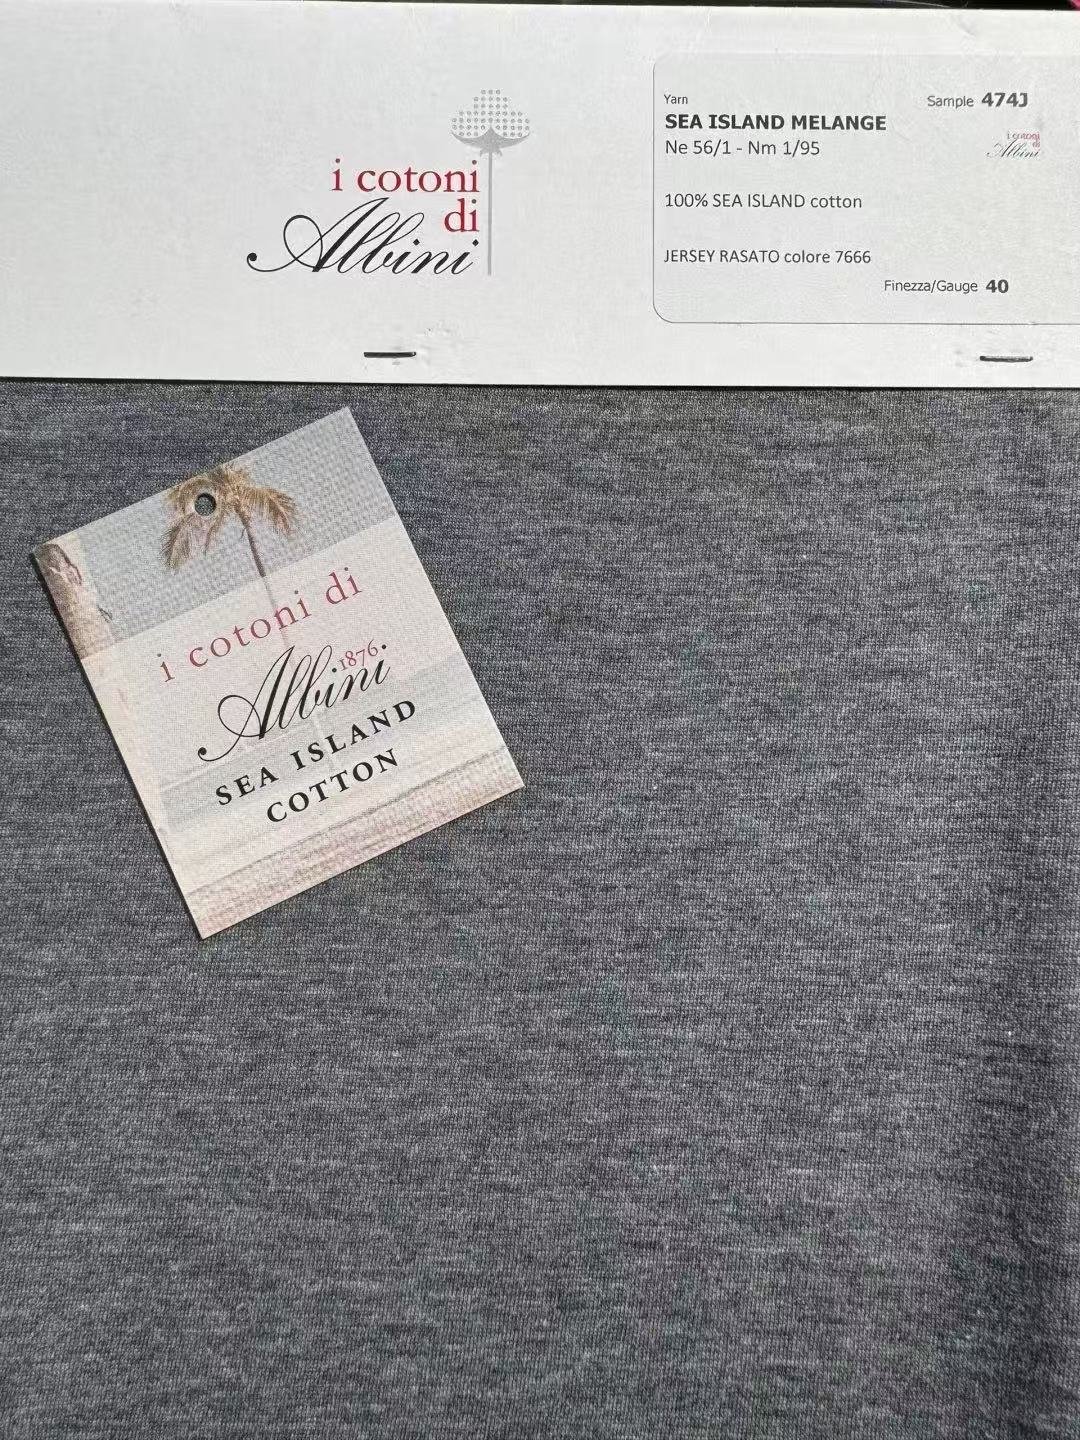 i cotoni
di
Albini
Yarn
Sample 474J
SEA ISLAND MELANGE
Ne 56/1 - Nm 1/95
i cotoni
di
Albini
100% SEA ISLAND cotton
JERSEY RASATO colore 7666
Finezza/Gauge 40
i cotoni di
1876
Albini
SEA ISLAND
COTTON